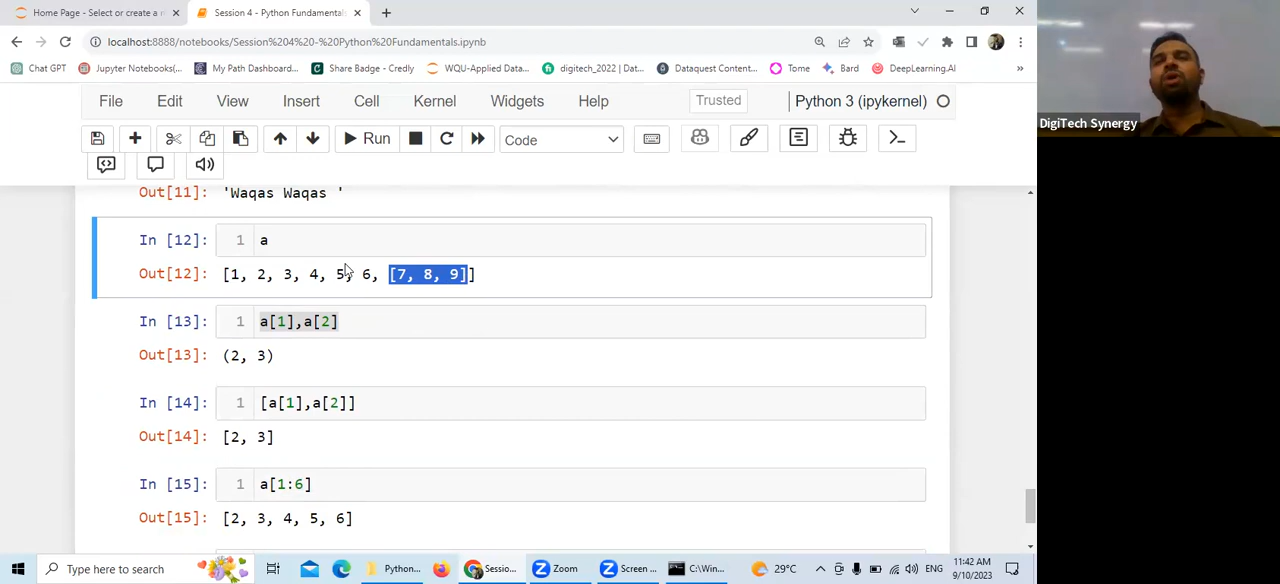 Home Page - Select or create a n
Session 4 - Python Fundamentals
localhost:8888/notebooks/Session%204%20-%20Python%20Fundamentals.ipynb
Chat GPT
Jupyter Notebooks(...
My Path Dashboard...
Share Badge - Credly
WQU-Applied Data...
digitech_2022 | Dat...
Dataquest Content...
Tome
Bard
DeepLearning.AI
»
File Edit View Insert Cell Kernel Widgets Help
Trusted
Python 3 (ipykernel)
Run
Code
Out[11]: 'Waqas Waqas '
In [12]: 1 a
Out[12]: [1, 2, 3, 4, 5, 6, [7, 8, 9]]
In [13]: 1 a[1],a[2]
Out[13]: (2, 3)
In [14]: 1 [a[1],a[2]]
Out[14]: [2, 3]
In [15]: 1 a[1:6]
Out[15]: [2, 3, 4, 5, 6]
DigiTech Synergy
Type here to search
Python...
Sessio...
Zoom
Screen ...
C:\Win...
29°C
ENG
11:42 AM
9/10/2023